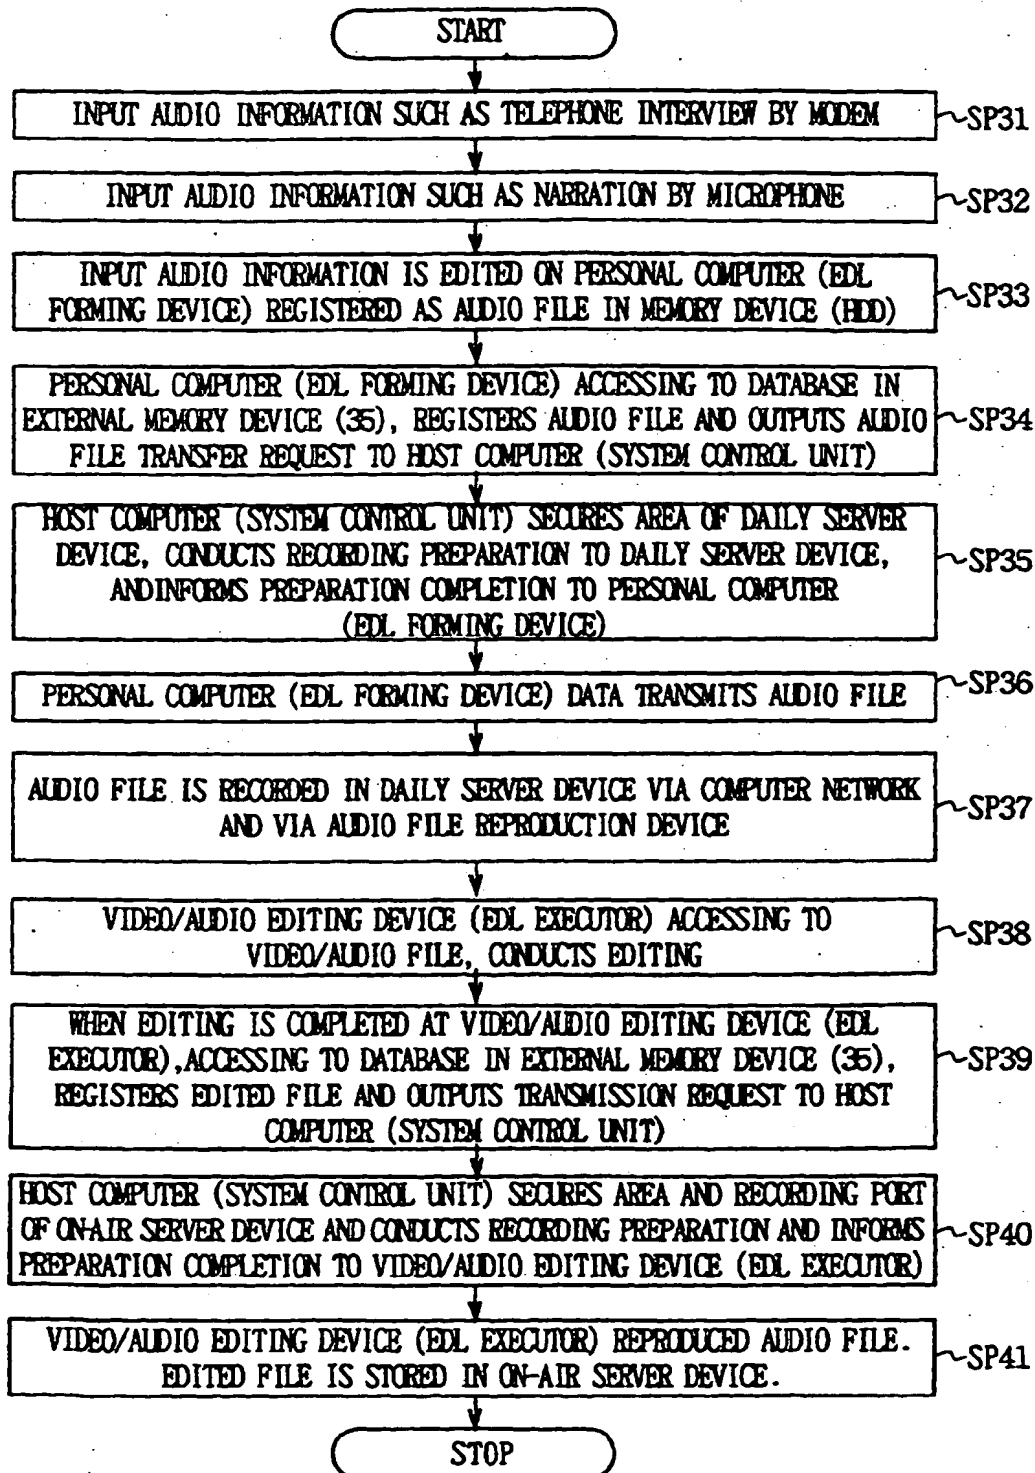 START
INPUT AUDIO INFORMATION SUCH AS TELEPHONE INTERVIEW BY MODEM
SP31
INPUT AUDIO INFORMATION SUCH AS NARRATION BY MICROPHONE
SP32
INPUT AUDIO INFORMATION IS EDITED ON PERSONAL COMPUTER (EDL
FORMING DEVICE) REGISTERED AS AUDIO FILE IN MEMORY DEVICE (HDD)
SP33
PERSONAL COMPUTER (EDL FORMING DEVICE) ACCESSING TO DATABASE IN
EXTERNAL MEMORY DEVICE (35), REGISTERS AUDIO FILE AND OUTPUTS AUDIO
FILE TRANSFER REQUEST TO HOST COMPUTER (SYSTEM CONTROL UNIT)
SP34
HOST COMPUTER (SYSTEM CONTROL UNIT) SECURES AREA OF DAILY SERVER
DEVICE, CONDUCTS RECORDING PREPARATION TO DAILY SERVER DEVICE,
ANDINFORMS PREPARATION COMPLETION TO PERSONAL COMPUTER
(EDL FORMING DEVICE)
SP35
PERSONAL COMPUTER (EDL FORMING DEVICE) DATA TRANSMITS AUDIO FILE
SP36
AUDIO FILE IS RECORDED IN DAILY SERVER DEVICE VIA COMPUTER NETWORK
AND VIA AUDIO FILE REPRODUCTION DEVICE
SP37
VIDEO/AUDIO EDITING DEVICE (EDL EXECUTOR) ACCESSING TO
VIDEO/AUDIO FILE, CONDUCTS EDITING
SP38
WHEN EDITING IS COMPLETED AT VIDEO/AUDIO EDITING DEVICE (EDL
EXECUTOR), ACCESSING TO DATABASE IN EXTERNAL MEMORY DEVICE (35),
REGISTERS EDITED FILE AND OUTPUTS TRANSMISSION REQUEST TO HOST
COMPUTER (SYSTEM CONTROL UNIT)
SP39
HOST COMPUTER (SYSTEM CONTROL UNIT) SECURES AREA AND RECORDING PORT
OF ON-AIR SERVER DEVICE AND CONDUCTS RECORDING PREPARATION AND INFORMS
PREPARATION COMPLETION TO VIDEO/AUDIO EDITING DEVICE (EDL EXECUTOR)
SP40
VIDEO/AUDIO EDITING DEVICE (EDL EXECUTOR) REPRODUCED AUDIO FILE.
EDITED FILE IS STORED IN ON-AIR SERVER DEVICE.
SP41
STOP